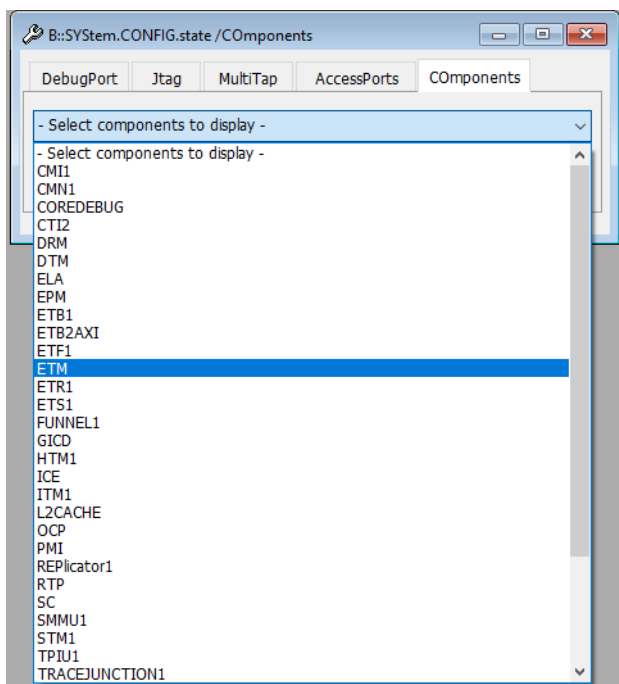 B::SYStem.CONFIG.state /COmponents
DebugPort Jtag MultiTap AccessPorts COmponents
- Select components to display -
- Select components to display -
CMI1
CMN1
COREDEBUG
CTI2
DRM
DTM
ELA
EPM
ETB1
ETB2AXI
ETF1
ETM
ETR1
ETS1
FUNNEL1
GICD
HTM1
ICE
ITM1
L2CACHE
OCP
PMI
REPlicator1
RTP
SC
SMMU1
STM1
TPIU1
TRACEJUNCTION1